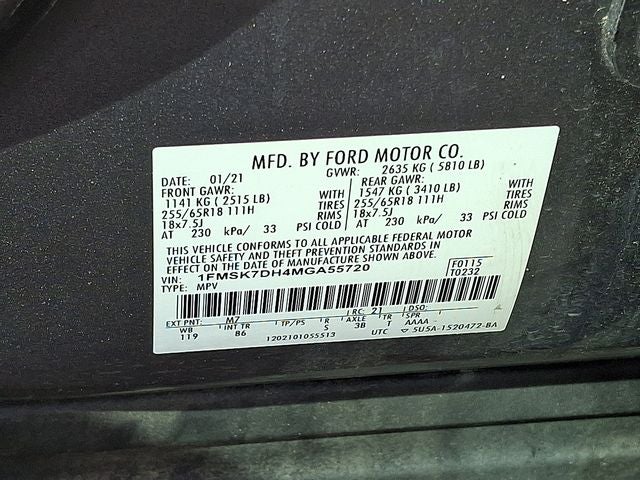 MFD. BY FORD MOTOR CO.
DATE: 01/21 GVWR: 2635 KG ( 5810 LB)
FRONT GAWR: REAR GAWR:
1141 KG ( 2515 LB) WITH 1547 KG ( 3410 LB) WITH
255/65R18 111H TIRES 255/65R18 111H TIRES
18x7.5J RIMS 18x7.5J RIMS
AT 230 kPa/ 33 PSI COLD AT 230 kPa/ 33 PSI COLD
THIS VEHICLE CONFORMS TO ALL APPLICABLE FEDERAL MOTOR
VEHICLE SAFETY AND THEFT PREVENTION STANDARDS IN
EFFECT ON THE DATE OF MANUFACTURE SHOWN ABOVE.
VIN: 1FMSK7DH4MGA55720 F0115
TYPE: MPV T0232
EXT PNT: M7 RC: 21 DSO:
WB INT TR TP/PS R AXLE TR SPR
119 86 S 3B T AAAA
1202101055513 UTC ▽ 5U5A-1520472-BA